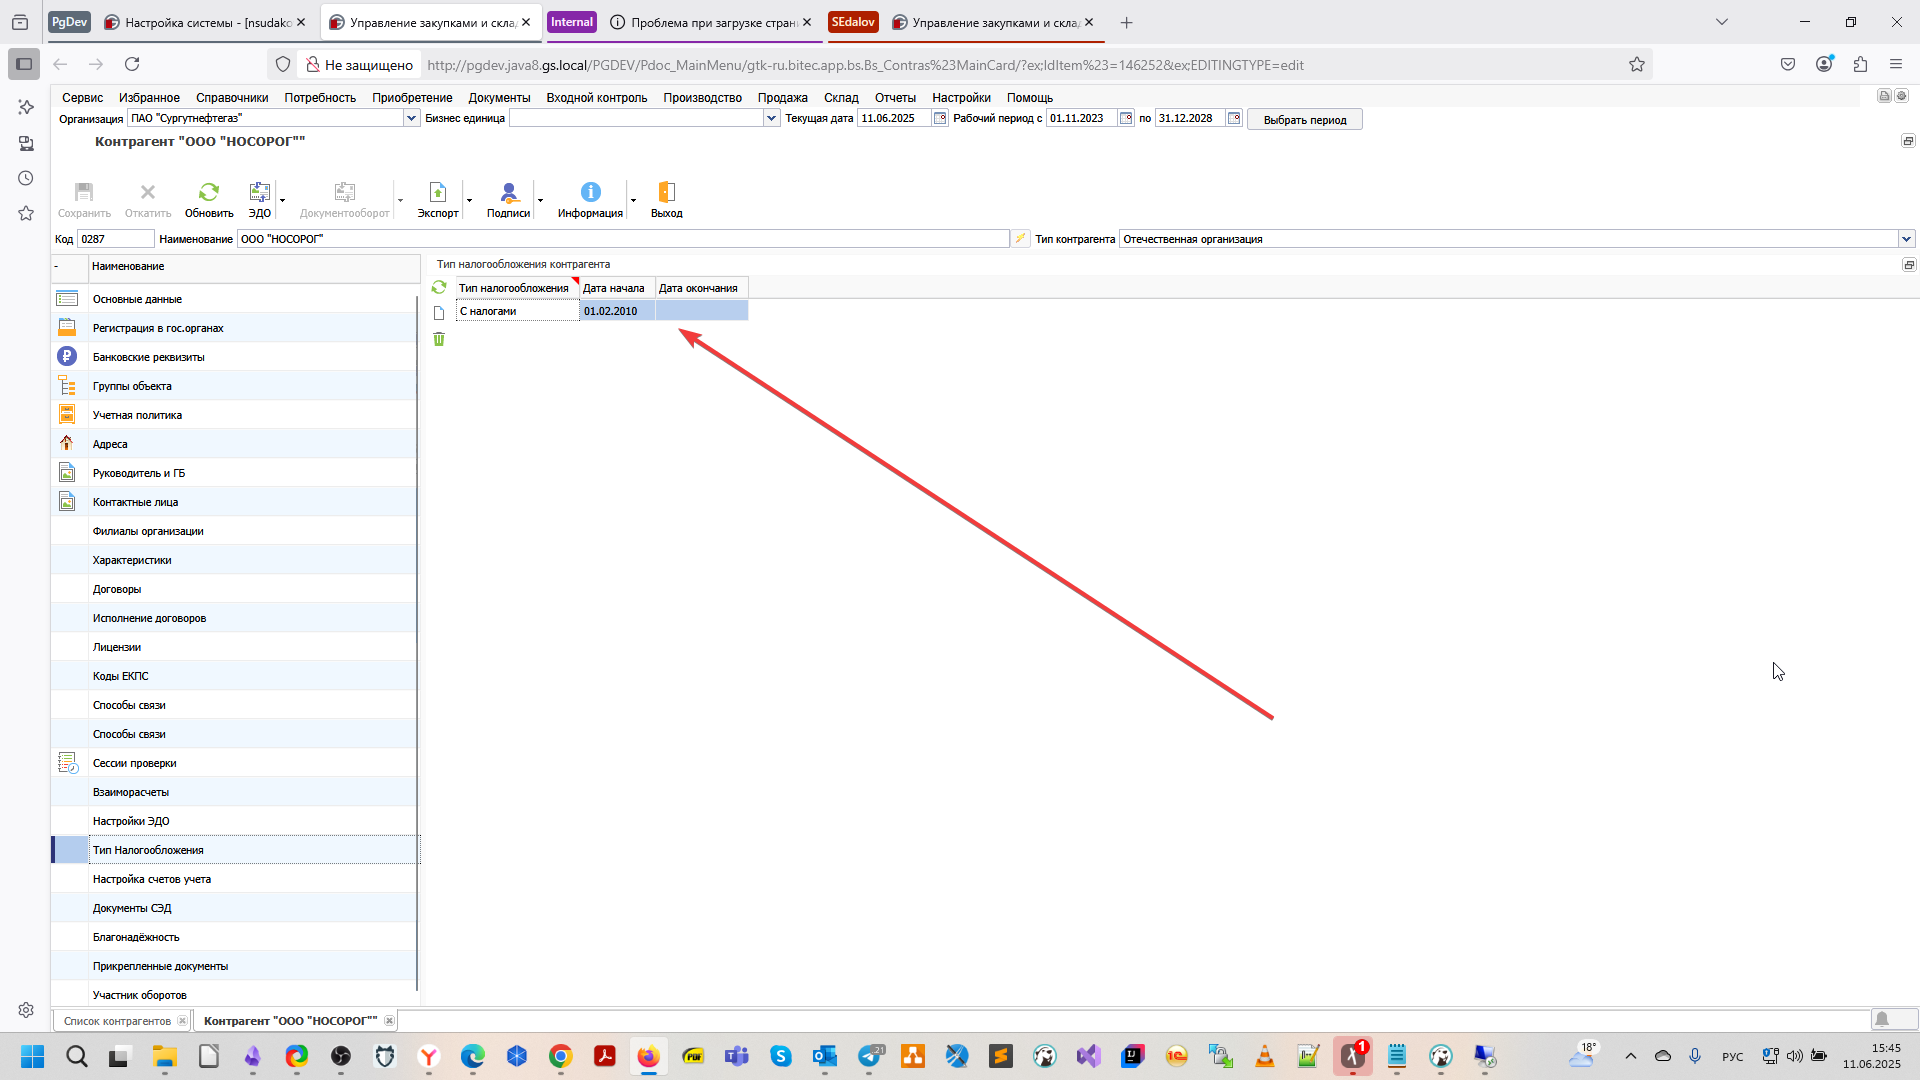 PgDev
Настройка системы - [nsudako
Управление закупками и скла
Internal
Проблема при загрузке стран
SEdalov
Управление закупками и скла
Не защищено
http://pgdev.java8.gs.local/PGDEV/Pdoc_MainMenu/gtk-ru.bitec.app.bs.Bs_Contras%23MainCard/?ex;IdItem%23=146252&ex;EDITINGTYPE=edit
Сервис Избранное Справочники Потребность Приобретение Документы Входной контроль Производство Продажа Склад Отчеты Настройки Помощь
Организация ПАО "Сургутнефтегаз" Бизнес единица Текущая дата 11.06.2025 Рабочий период с 01.11.2023 по 31.12.2028 Выбрать период
Контрагент "ООО "НОСОРОГ""
Сохранить Откатить Обновить ЭДО Документооборот Экспорт Подписи Информация Выход
Код 0287 Наименование ООО "НОСОРОГ" Тип контрагента Отечественная организация
- Наименование
Основные данные
Регистрация в гос.органах
Банковские реквизиты
Группы объекта
Учетная политика
Адреса
Руководитель и ГБ
Контактные лица
Филиалы организации
Характеристики
Договоры
Исполнение договоров
Лицензии
Коды ЕКПС
Способы связи
Способы связи
Сессии проверки
Взаиморасчеты
Настройки ЭДО
Тип Налогообложения
Настройка счетов учета
Документы СЭД
Благонадёжность
Прикрепленные документы
Участник оборотов
Тип налогообложения контрагента
Тип налогообложения Дата начала Дата окончания
С налогами 01.02.2010
Список контрагентов
Контрагент "ООО "НОСОРОГ""
PDF
21
1
18°
РУС
15:45
11.06.2025